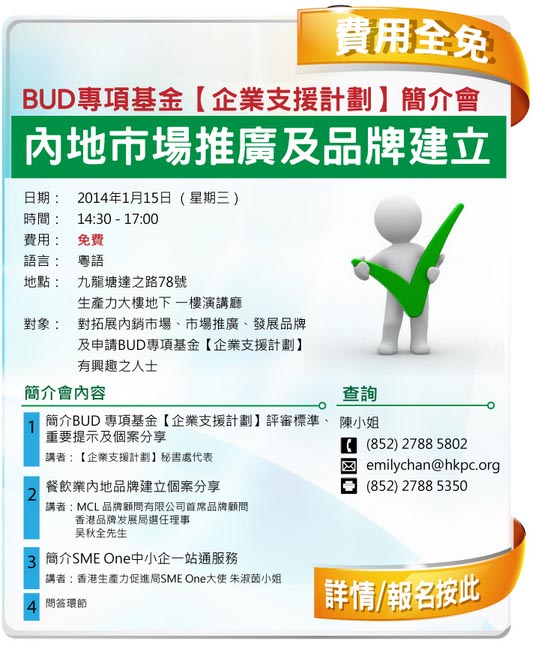 費用全免
BUD專項基金【企業支援計劃】簡介會
內地市場推廣及品牌建立
日期： 2014年1月15日 （星期三）
時間： 14:30 - 17:00
費用： 免費
語言： 粵語
地點： 九龍塘達之路78號
生產力大樓地下 一樓演講廳
對象： 對拓展內銷市場、市場推廣、發展品牌
及申請BUD專項基金【企業支援計劃】
有興趣之人士
簡介會內容
1 簡介BUD 專項基金【企業支援計劃】評審標準、
重要提示及個案分享
講者：【企業支援計劃】秘書處代表
2 餐飲業內地品牌建立個案分享
講者：MCL 品牌顧問有限公司首席品牌顧問
香港品牌发展局選任理事
吴秋全先生
3 簡介SME One中小企一站通服務
講者：香港生產力促進局SME One大使 朱淑茵小姐
4 問答環節
查詢
陳小姐
(852) 2788 5802
emilychan@hkpc.org
(852) 2788 5350
詳情/報名按此